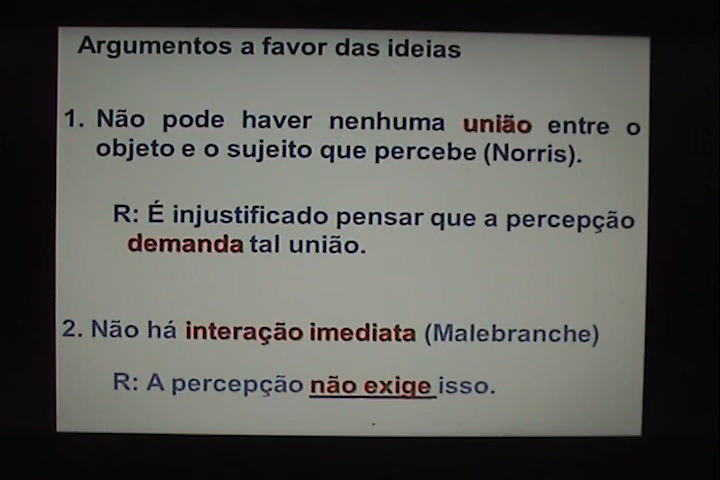 Argumentos a favor das ideias
1. Não pode haver nenhuma união entre o
objeto e o sujeito que percebe (Norris).
R: É injustificado pensar que a percepção
demanda tal união.
2. Não há interação imediata (Malebranche)
R: A percepção não exige isso.